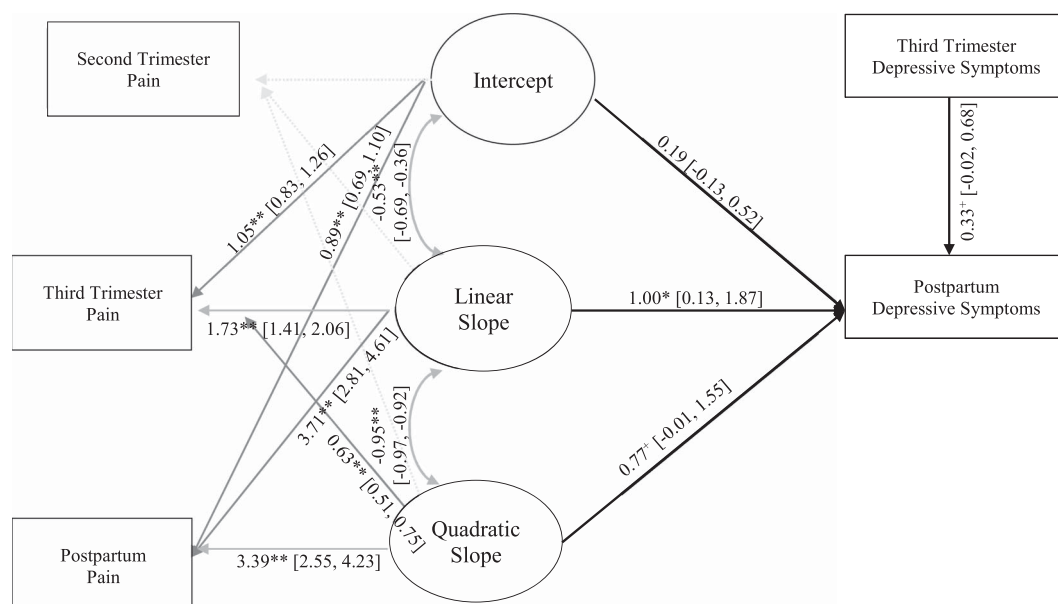 Second Trimester
Pain
Intercept
Third Trimester
Depressive Symptoms
1.05** [0.83, 1.26]
0.89** [0.69, 1.10]
-0.53**
[-0.69, -0.36]
0.19 [-0.13, 0.52]
0.33⁺ [-0.02, 0.68]
Third Trimester
Pain
Linear
Slope
Postpartum
Depressive Symptoms
1.73** [1.41, 2.06]
1.00* [0.13, 1.87]
3.71** [2.81, 4.61]
0.63** [0.51, 0.75]
-0.95**
[-0.97, -0.92]
0.77⁺ [-0.01, 1.55]
Postpartum
Pain
Quadratic
Slope
3.39** [2.55, 4.23]